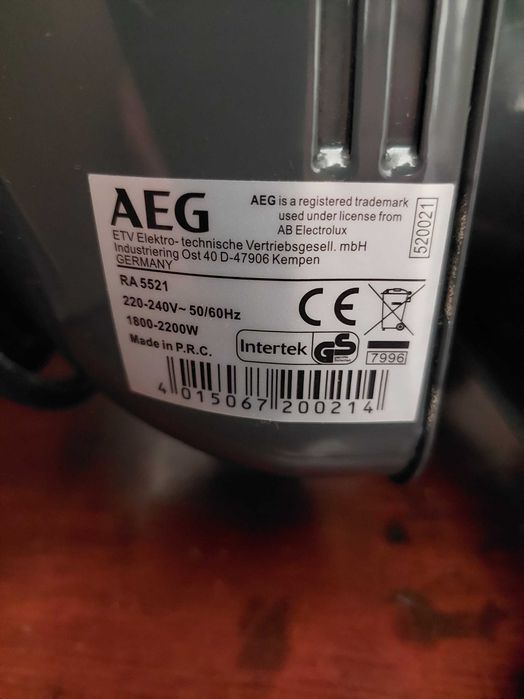 AEG
AEG is a registered trademark
used under license from
AB Electrolux
520021
ETV Elektro-technische Vertriebsgesell. mbH
Industriering Ost 40 D-47906 Kempen
GERMANY
RA 5521
220-240V~ 50/60Hz
1800-2200W
Made in P.R.C.
CE
Intertek
GS
7996
4 015067 200214